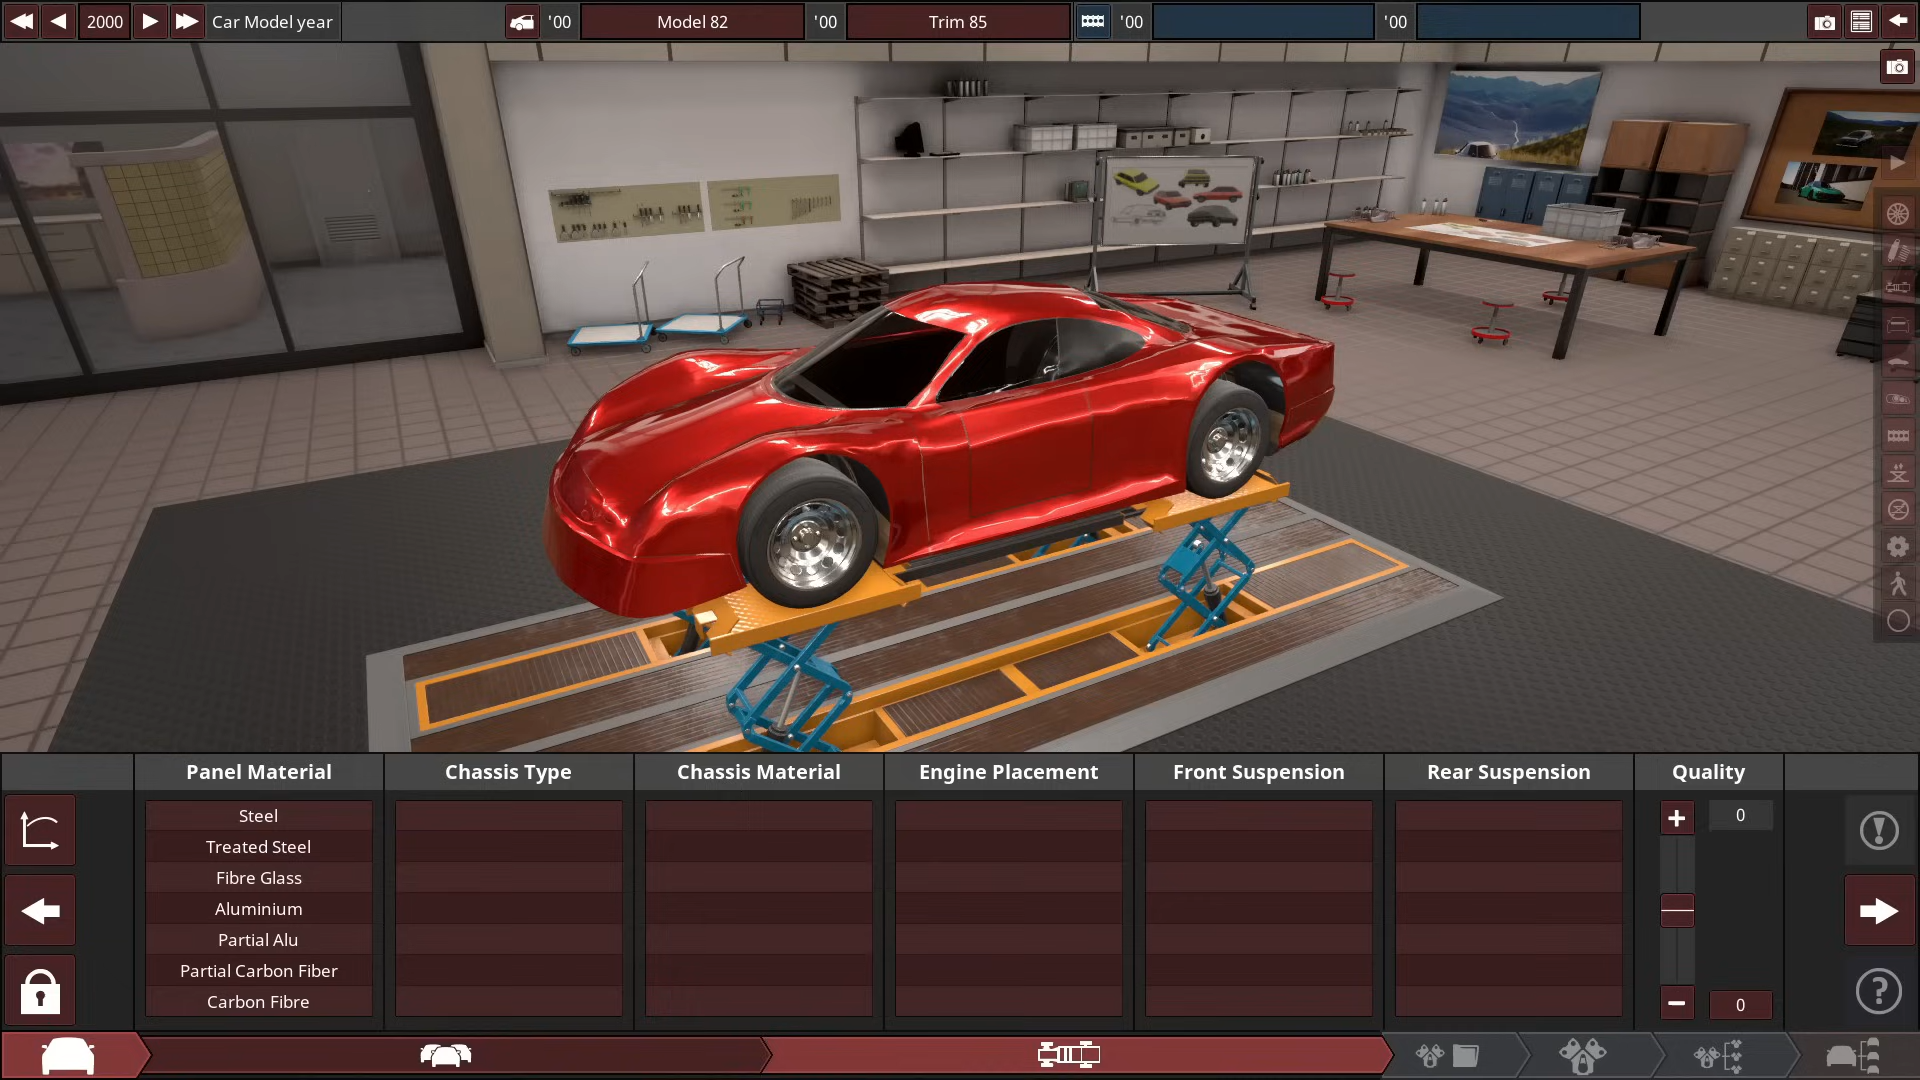 2000
Car Model year
'00
Model 82
'00
Trim 85
'00
'00
Panel Material
Chassis Type
Chassis Material
Engine Placement
Front Suspension
Rear Suspension
Quality
Steel
Treated Steel
Fibre Glass
Aluminium
Partial Alu
Partial Carbon Fiber
Carbon Fibre
0
0